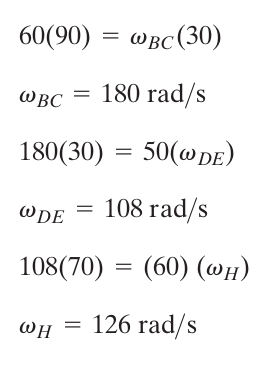 60(90) = ω_BC(30)
ω_BC = 180 rad/s
180(30) = 50(ω_DE)
ω_DE = 108 rad/s
108(70) = (60) (ω_H)
ω_H = 126 rad/s